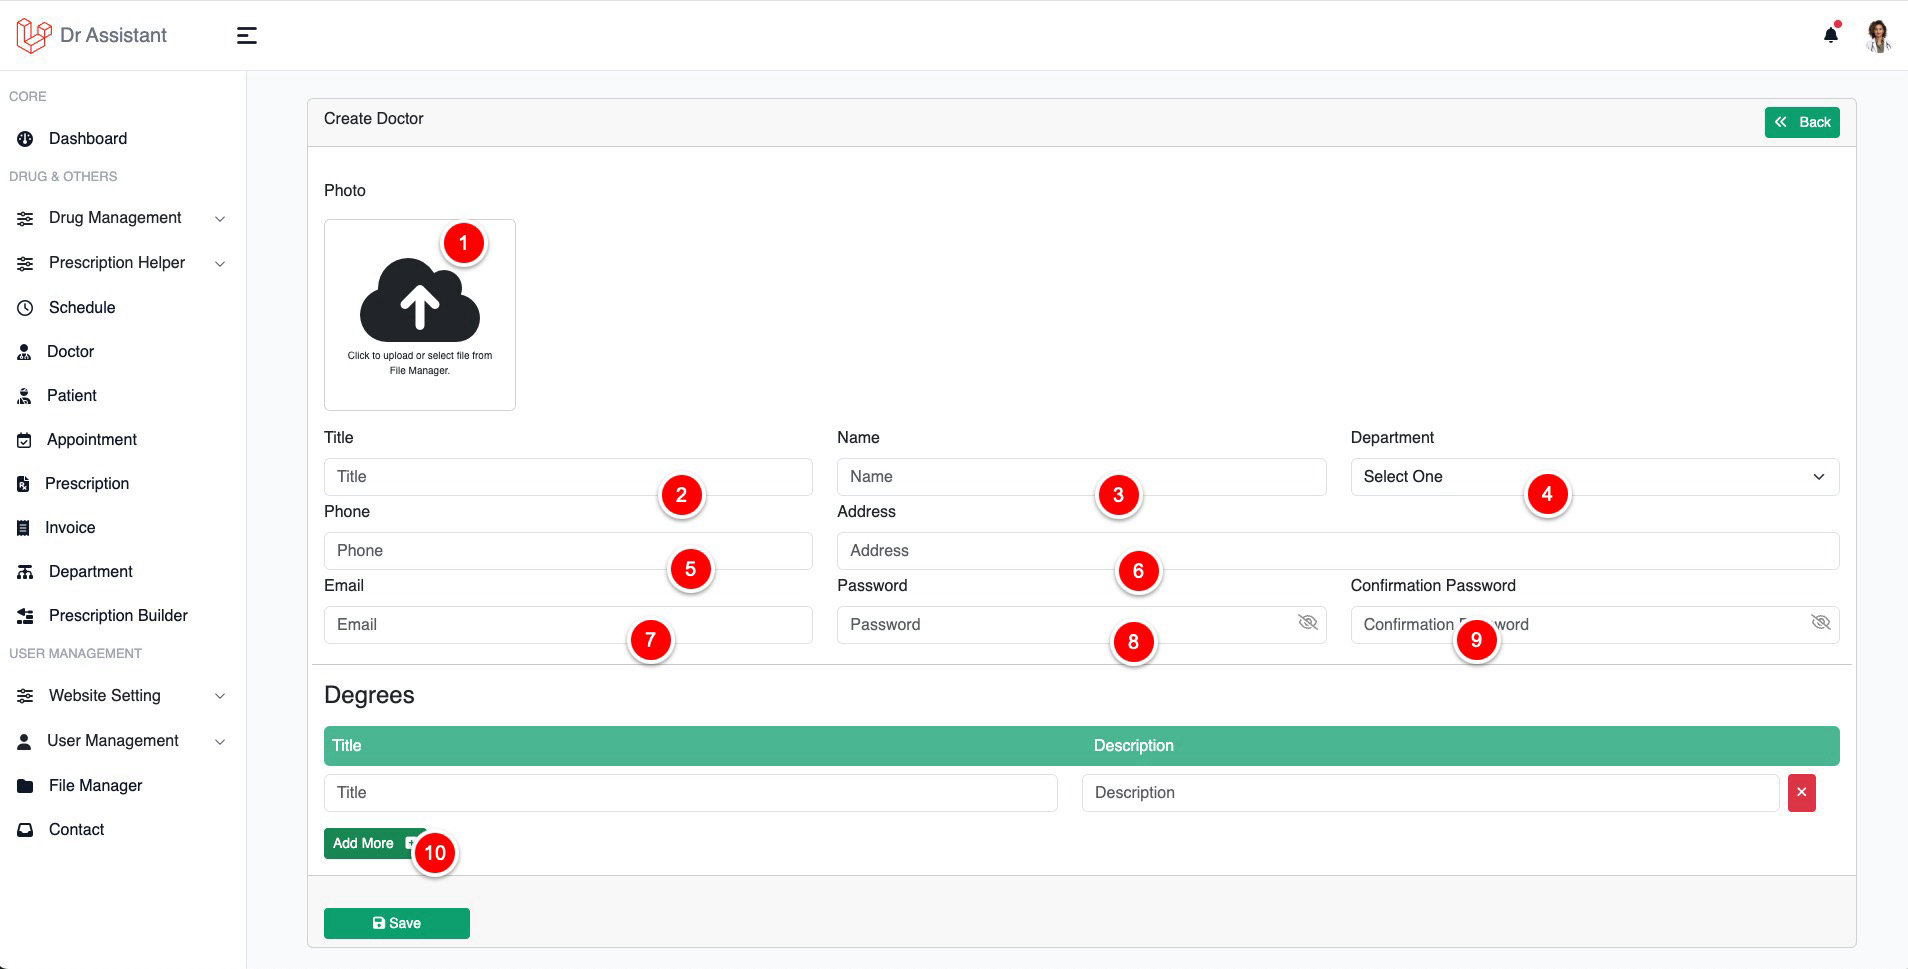 Dr Assistant
CORE
Dashboard
DRUG & OTHERS
Drug Management
Prescription Helper
Schedule
Doctor
Patient
Appointment
Prescription
Invoice
Department
Prescription Builder
USER MANAGEMENT
Website Setting
User Management
File Manager
Contact
Create Doctor
Back
Photo
1
Click to upload or select file from
File Manager.
Title Name Department
Title Name Select One
2 3 4
Phone Address
Phone Address
5 6
Email Password Confirmation Password
Email Password Confirmation
7 8 9
Degrees
Title Description
Title Description
Add More
10
Save